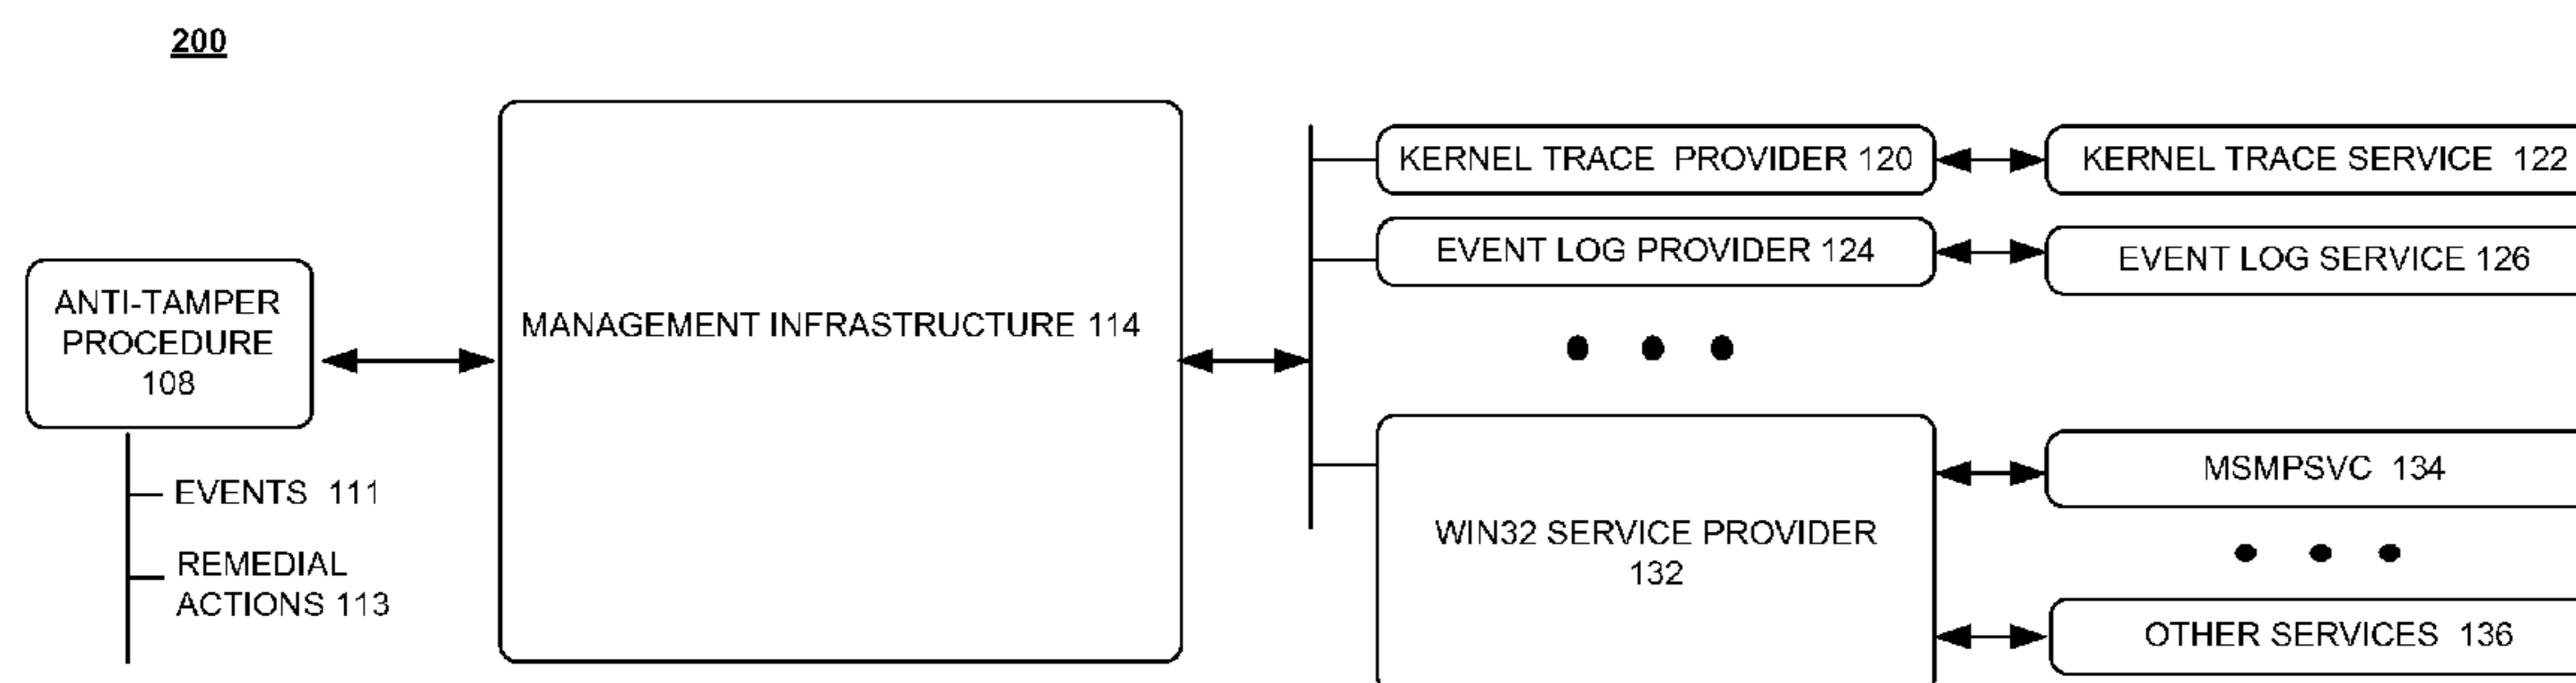 200
KERNEL TRACE PROVIDER 120
KERNEL TRACE SERVICE 122
EVENT LOG PROVIDER 124
EVENT LOG SERVICE 126
ANTI-TAMPER
PROCEDURE
108
MANAGEMENT INFRASTRUCTURE 114
EVENTS 111
REMEDIAL
ACTIONS 113
WIN32 SERVICE PROVIDER
132
MSMPSVC 134
OTHER SERVICES 136